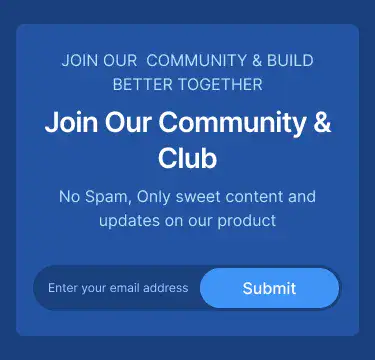 JOIN OUR  COMMUNITY & BUILD
BETTER TOGETHER
Join Our Community &
Club
No Spam, Only sweet content and
updates on our product
Enter your email address
Submit